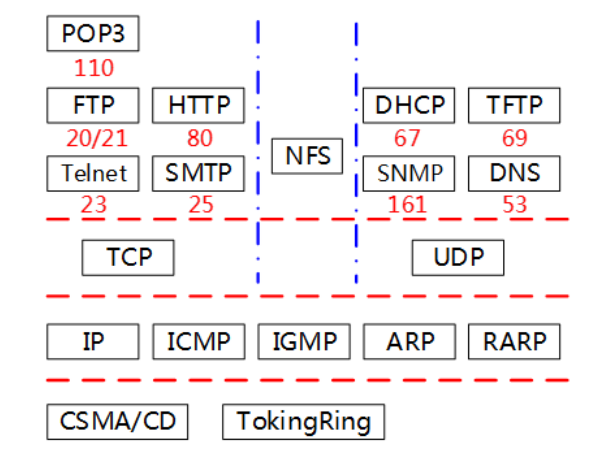 POP3
110
FTP HTTP DHCP TFTP
20/21 80 67 69
NFS
Telnet SMTP SNMP DNS
23 25 161 53
TCP UDP
IP ICMP IGMP ARP RARP
CSMA/CD TokingRing